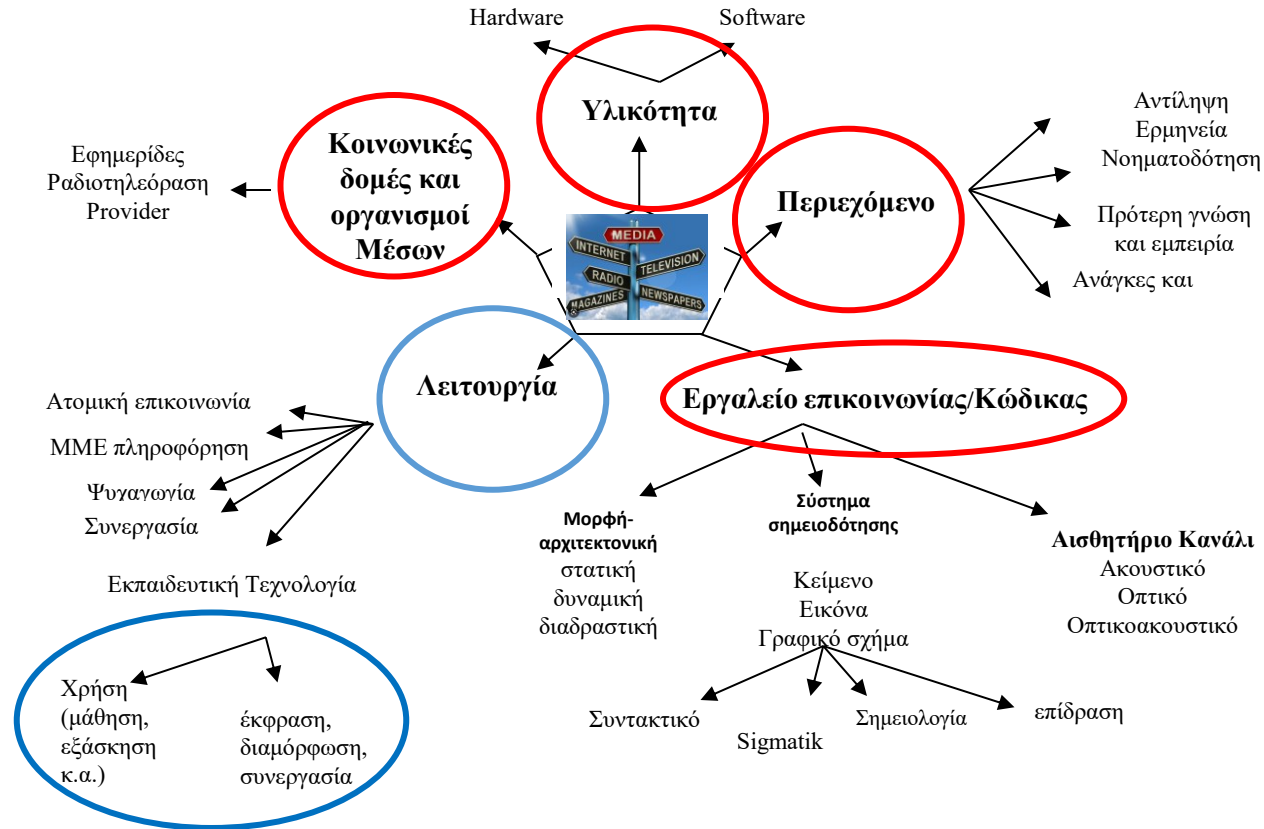 Hardware
Software
Υλικότητα
Κοινωνικές
δομές και
οργανισμοί
Μέσων
Εφημερίδες
Ραδιοτηλεόραση
Provider
Περιεχόμενο
Αντίληψη
Ερμηνεία
Νοηματοδότηση
Πρότερη γνώση
και εμπειρία
Ανάγκες και
MEDIA
INTERNET
TELEVISION
RADIO
MAGAZINES
NEWSPAPERS
Λειτουργία
Ατομική επικοινωνία
ΜΜΕ πληροφόρηση
Ψυχαγωγία
Συνεργασία
Εκπαιδευτική Τεχνολογία
Χρήση
(μάθηση,
εξάσκηση
κ.α.)
έκφραση,
διαμόρφωση,
συνεργασία
Εργαλείο επικοινωνίας/Κώδικας
Μορφή-
αρχιτεκτονική
στατική
δυναμική
διαδραστική
Σύστημα
σημειοδότησης
Κείμενο
Εικόνα
Γραφικό σχήμα
Αισθητήριο Κανάλι
Ακουστικό
Οπτικό
Οπτικοακουστικό
Συντακτικό
Sigmatik
Σημειολογία
επίδραση